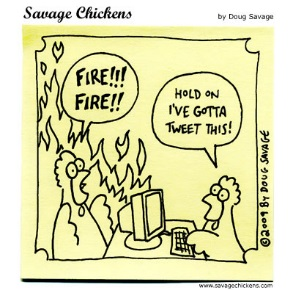 Savage Chickens
by Doug Savage
FIRE!!!
FIRE!!
HOLD ON
I'VE GOTTA
TWEET THIS!
©2009 BY DOUG SAVAGE
www.savagechickens.com